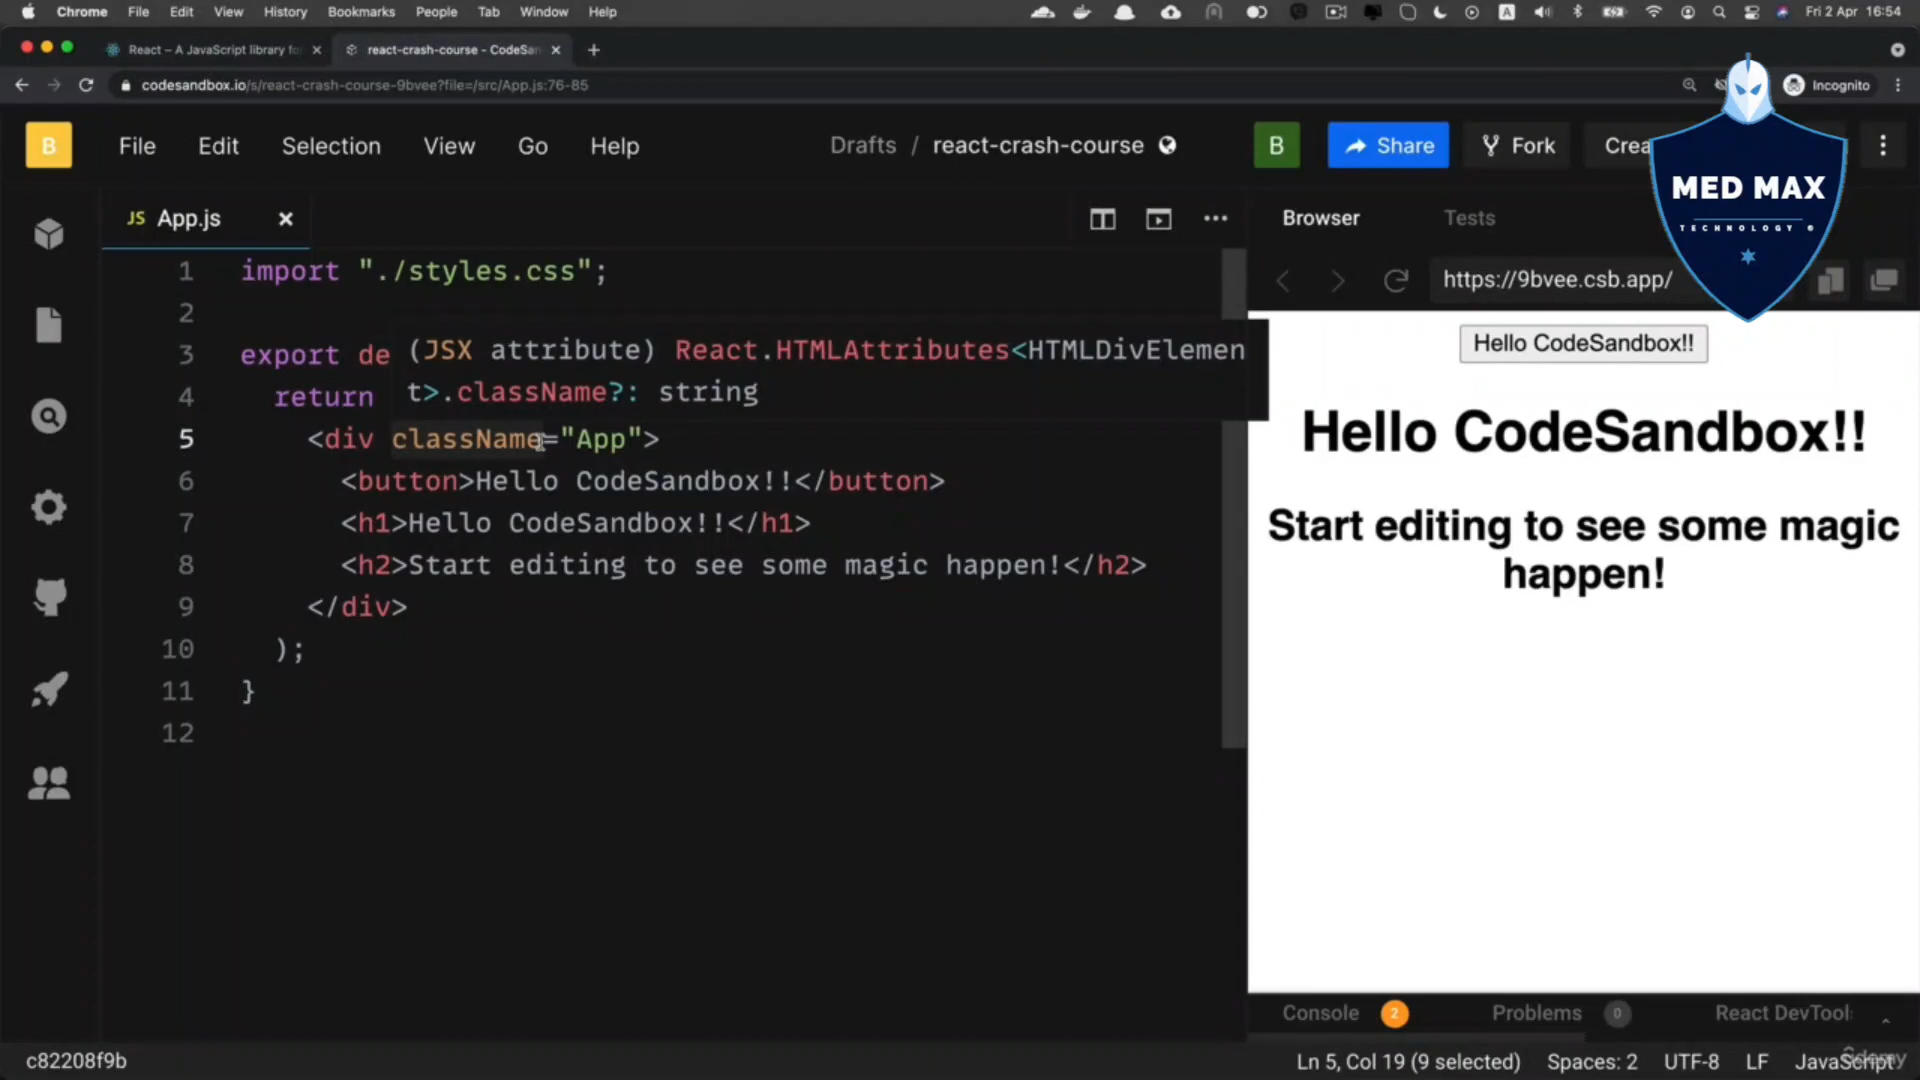 Chrome File Edit View History Bookmarks People Tab Window Help
A
Fri 2 Apr 16:54
React – A JavaScript library fo
react-crash-course - CodeSan
codesandbox.io/s/react-crash-course-9bvee?file=/src/App.js:76-85
Incognito
B File Edit Selection View Go Help
Drafts / react-crash-course
B Share Fork Crea
MED MAX
TECHNOLOGY
JS App.js
Browser Tests
https://9bvee.csb.app/
1 import "./styles.css";
2
3 export de
(JSX attribute) React.HTMLAttributes<HTMLDivElemen
t>.className?: string
4 return
5 <div className="App">
6 <button>Hello CodeSandbox!!</button>
7 <h1>Hello CodeSandbox!!</h1>
8 <h2>Start editing to see some magic happen!</h2>
9 </div>
10 );
11 }
12
Hello CodeSandbox!!
Hello CodeSandbox!!
Start editing to see some magic
happen!
Console 2 Problems 0 React DevTool
c82208f9b
Ln 5, Col 19 (9 selected) Spaces: 2 UTF-8 LF JavaScript
Udemy